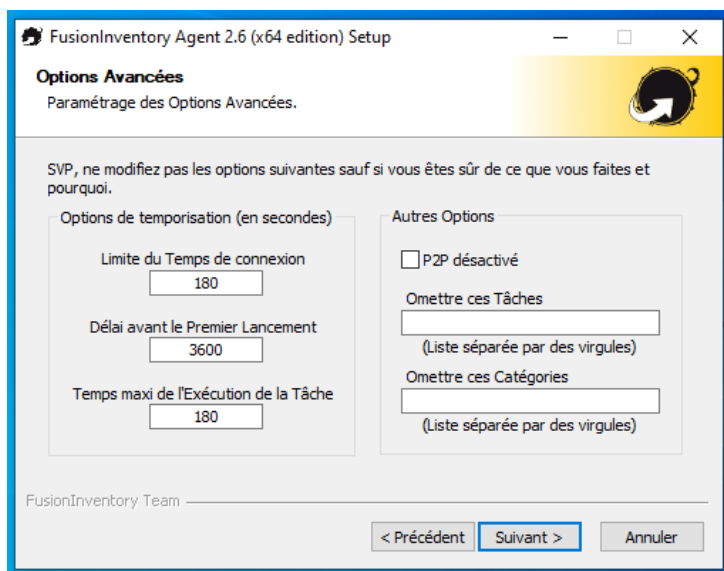 FusionInventory Agent 2.6 (x64 edition) Setup
Options Avancées
Paramétrage des Options Avancées.
SVP, ne modifiez pas les options suivantes sauf si vous êtes sûr de ce que vous faites et
pourquoi.
Options de temporisation (en secondes)
Limite du Temps de connexion
180
Délai avant le Premier Lancement
3600
Temps maxi de l'Exécution de la Tâche
180
Autres Options
P2P désactivé
Omettre ces Tâches
(Liste séparée par des virgules)
Omettre ces Catégories
(Liste séparée par des virgules)
FusionInventory Team
< Précédent
Suivant >
Annuler